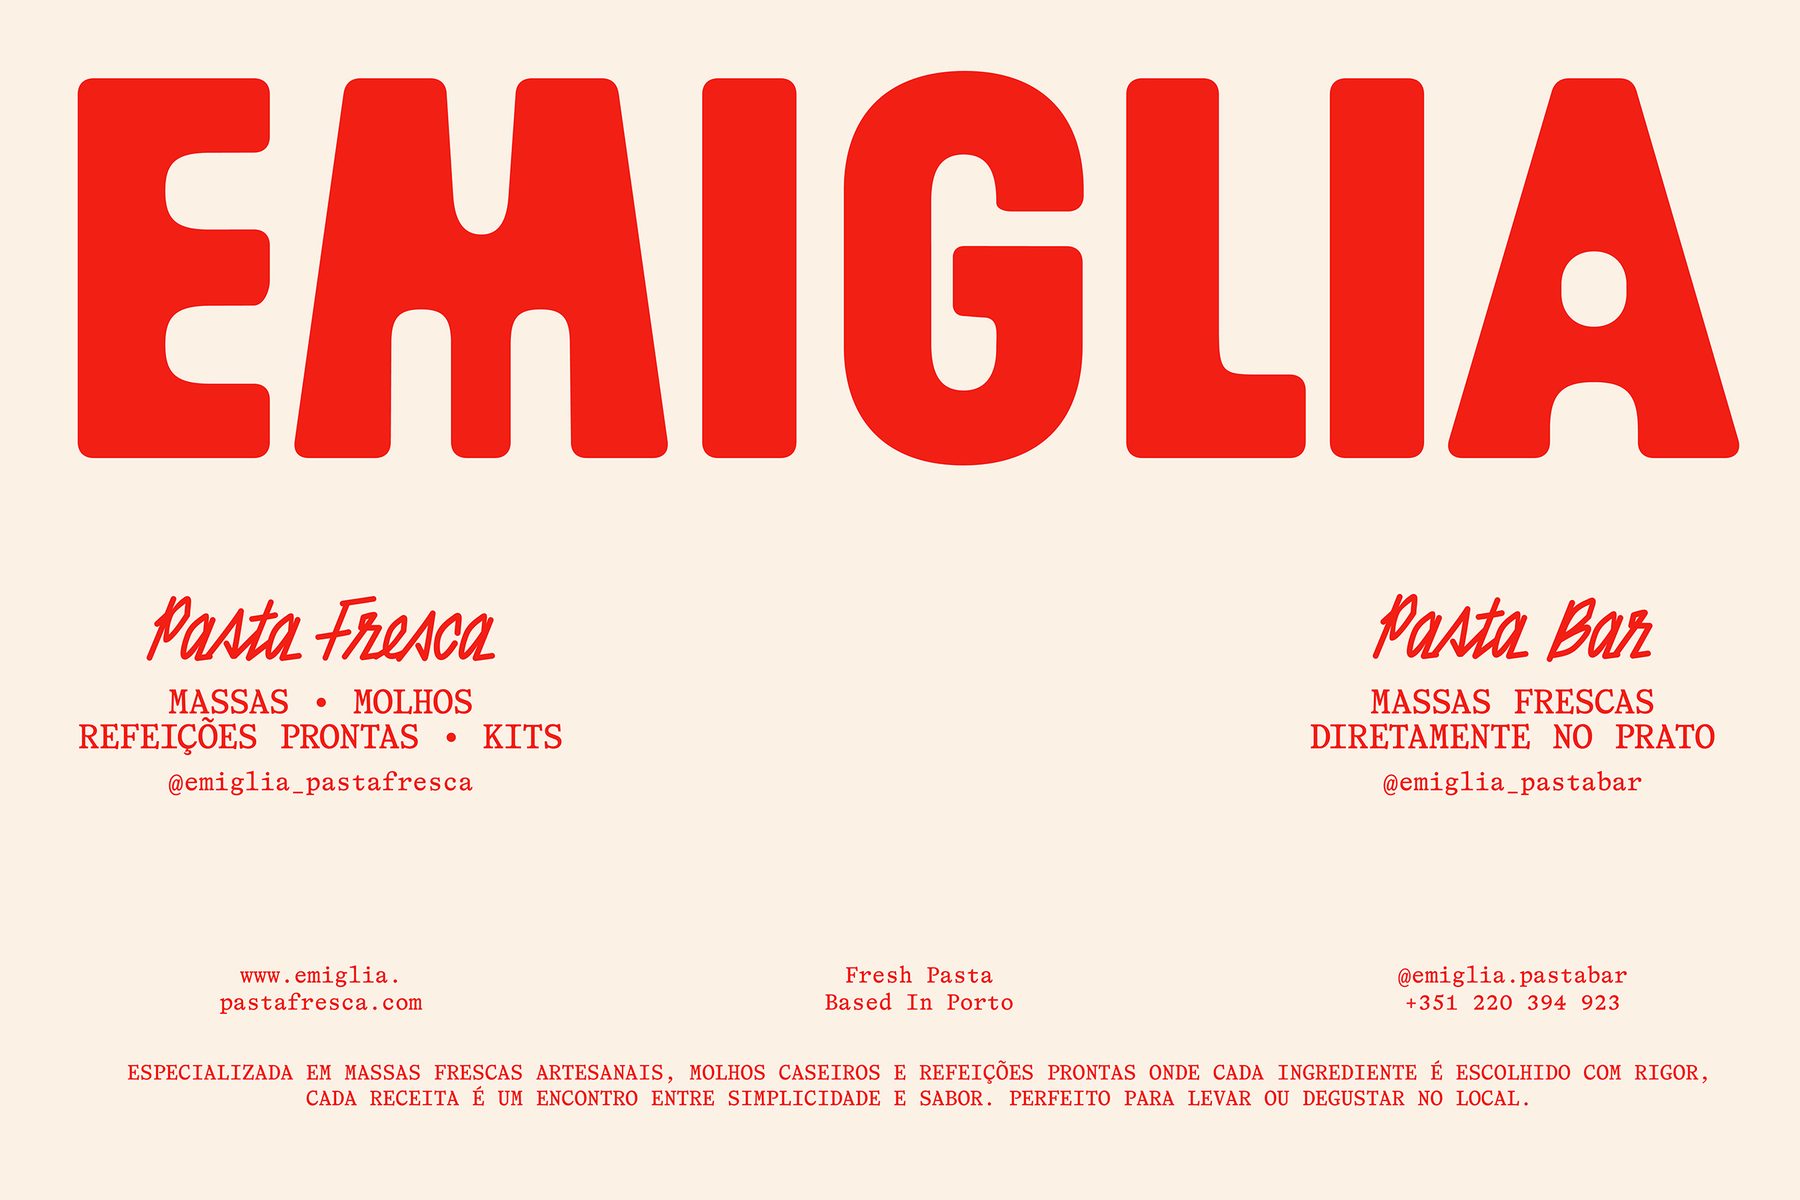 EMIGLIA
Pasta Fresca
MASSAS • MOLHOS
REFEIÇÕES PRONTAS • KITS
@emiglia_pastafresca
Pasta Bar
MASSAS FRESCAS
DIRETAMENTE NO PRATO
@emiglia_pastabar
www.emiglia.
pastafresca.com
Fresh Pasta
Based In Porto
@emiglia.pastabar
+351 220 394 923
ESPECIALIZADA EM MASSAS FRESCAS ARTESANAIS, MOLHOS CASEIROS E REFEIÇÕES PRONTAS ONDE CADA INGREDIENTE É ESCOLHIDO COM RIGOR,
CADA RECEITA É UM ENCONTRO ENTRE SIMPLICIDADE E SABOR. PERFEITO PARA LEVAR OU DEGUSTAR NO LOCAL.